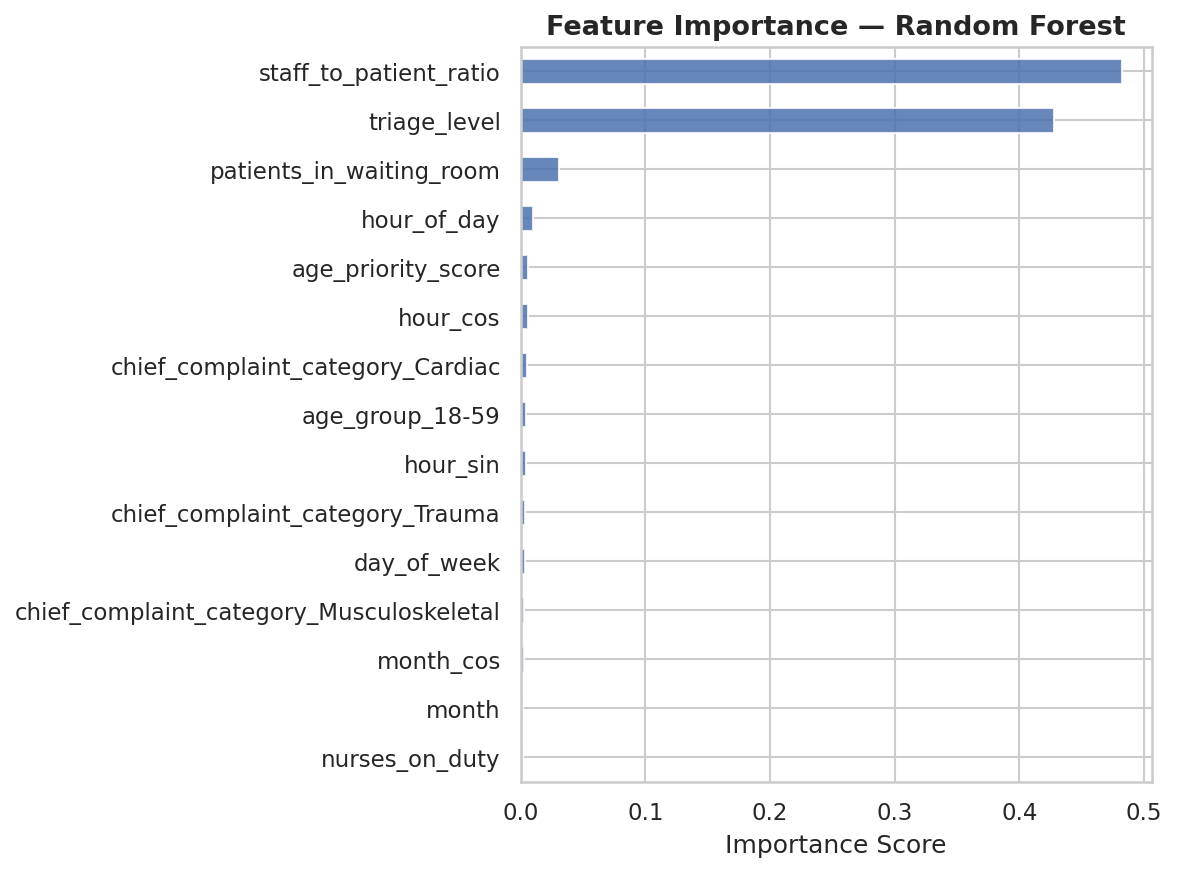 Feature Importance — Random Forest
staff_to_patient_ratio
triage_level
patients_in_waiting_room
hour_of_day
age_priority_score
hour_cos
chief_complaint_category_Cardiac
age_group_18-59
hour_sin
chief_complaint_category_Trauma
day_of_week
chief_complaint_category_Musculoskeletal
month_cos
month
nurses_on_duty
0.0 0.1 0.2 0.3 0.4 0.5
Importance Score